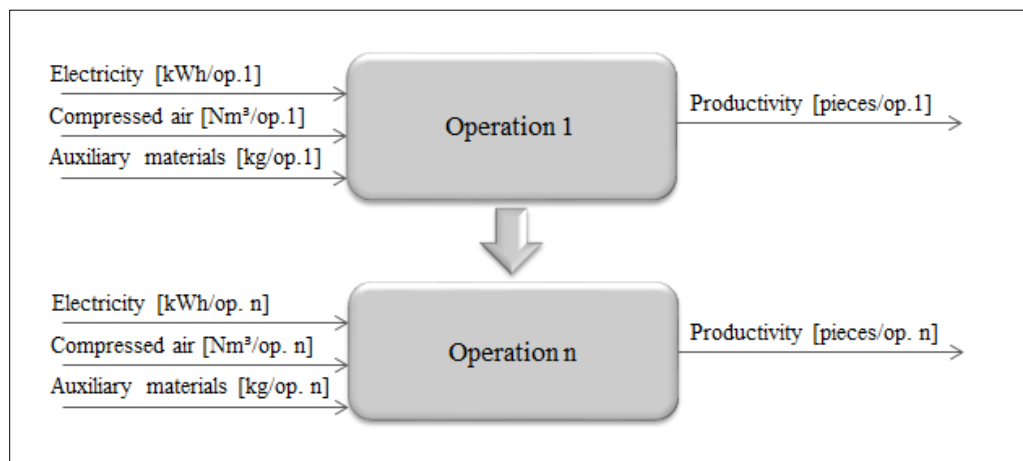 Electricity [kWh/op.1]
Compressed air [Nm³/op.1]
Auxiliary materials [kg/op.1]
Operation 1
Productivity [pieces/op.1]
Electricity [kWh/op. n]
Compressed air [Nm³/op. n]
Auxiliary materials [kg/op. n]
Operation n
Productivity [pieces/op. n]